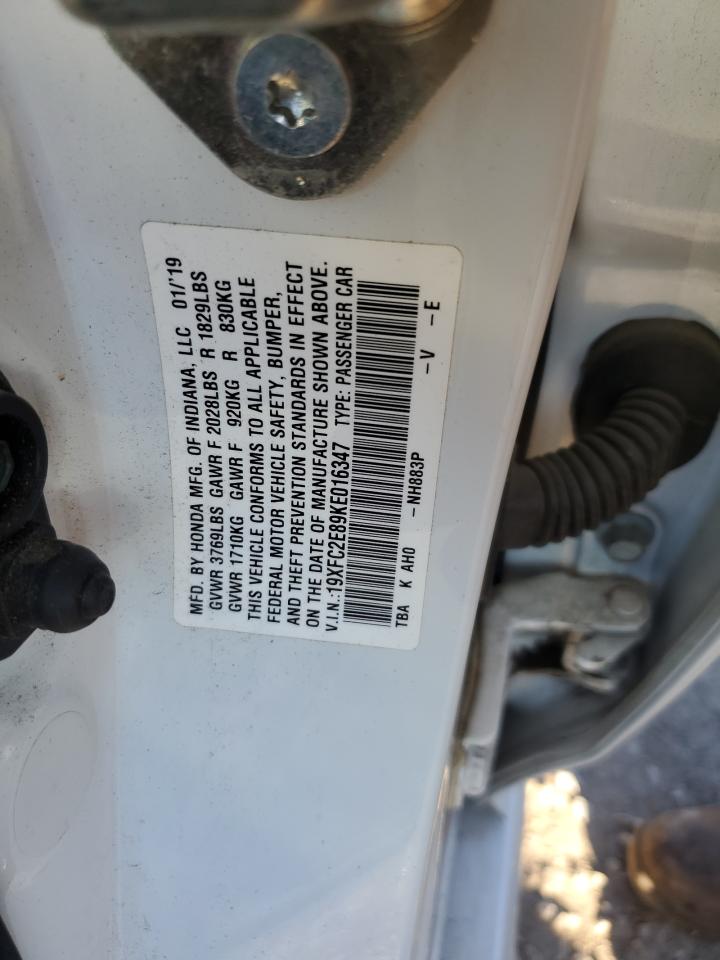 MFD. BY HONDA MFG. OF INDIANA, LLC 01/'19
GVWR 3769LBS GAWR F 2028LBS R 1829LBS
GVWR 1710KG GAWR F 920KG R 830KG
THIS VEHICLE CONFORMS TO ALL APPLICABLE
FEDERAL MOTOR VEHICLE SAFETY, BUMPER,
AND THEFT PREVENTION STANDARDS IN EFFECT
ON THE DATE OF MANUFACTURE SHOWN ABOVE.
V.I.N.:19XFC2E89KE016347 TYPE: PASSENGER CAR
TBA K AH0 -NH883P -V -E